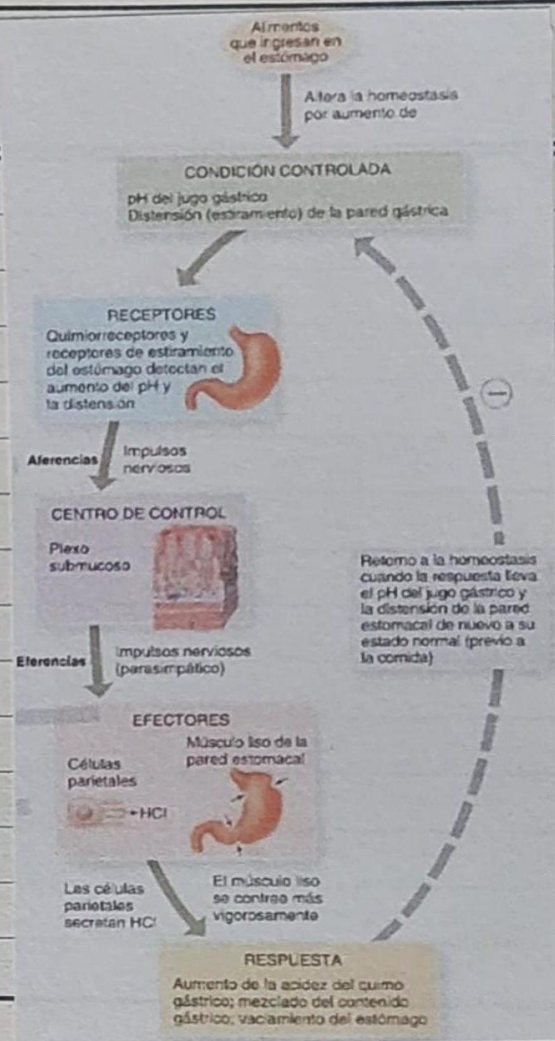 Alimentos
que ingresan en
el estómago
Altera la homeostasis
por aumento de
CONDICIÓN CONTROLADA
pH del jugo gástrico
Distensión (estiramiento) de la pared gástrica
RECEPTORES
Quimiorreceptores y
receptores de estiramiento
del estómago detectan el
aumento del pH y
la distensión
Aferencias
Impulsos
nerviosos
CENTRO DE CONTROL
Plexo
submucoso
Eferencias
Impulsos nerviosos
(parasimpático)
EFECTORES
Células
parietales
HCl
Músculo liso de la
pared estomacal
Las células
parietales
secretan HCl
El músculo liso
se contrae más
vigorosamente
RESPUESTA
Aumento de la acidez del quimo
gástrico; mezclado del contenido
gástrico; vaciamiento del estómago
−
Retorno a la homeostasis
cuando la respuesta lleva
el pH del jugo gástrico y
la distensión de la pared
estomacal de nuevo a su
estado normal (previo a
la comida)